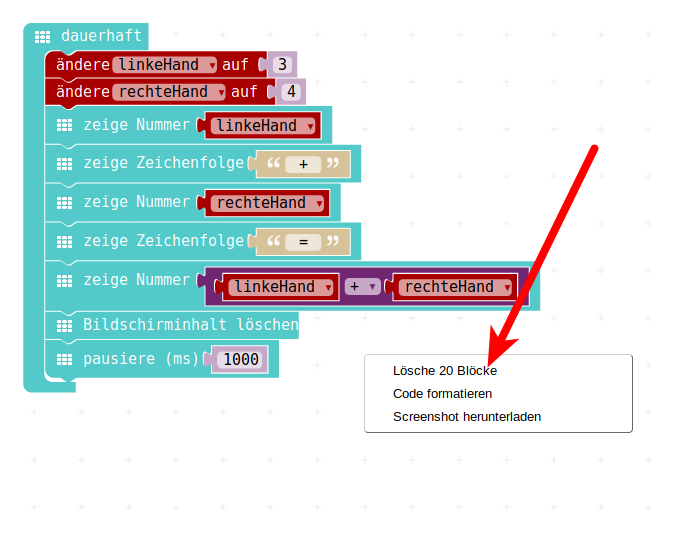 dauerhaft
ändere linkeHand auf 3
ändere rechteHand auf 4
zeige Nummer linkeHand
zeige Zeichenfolge “ + ”
zeige Nummer rechteHand
zeige Zeichenfolge “ = ”
zeige Nummer linkeHand + rechteHand
Bildschirminhalt löschen
pausiere (ms) 1000
Lösche 20 Blöcke
Code formatieren
Screenshot herunterladen